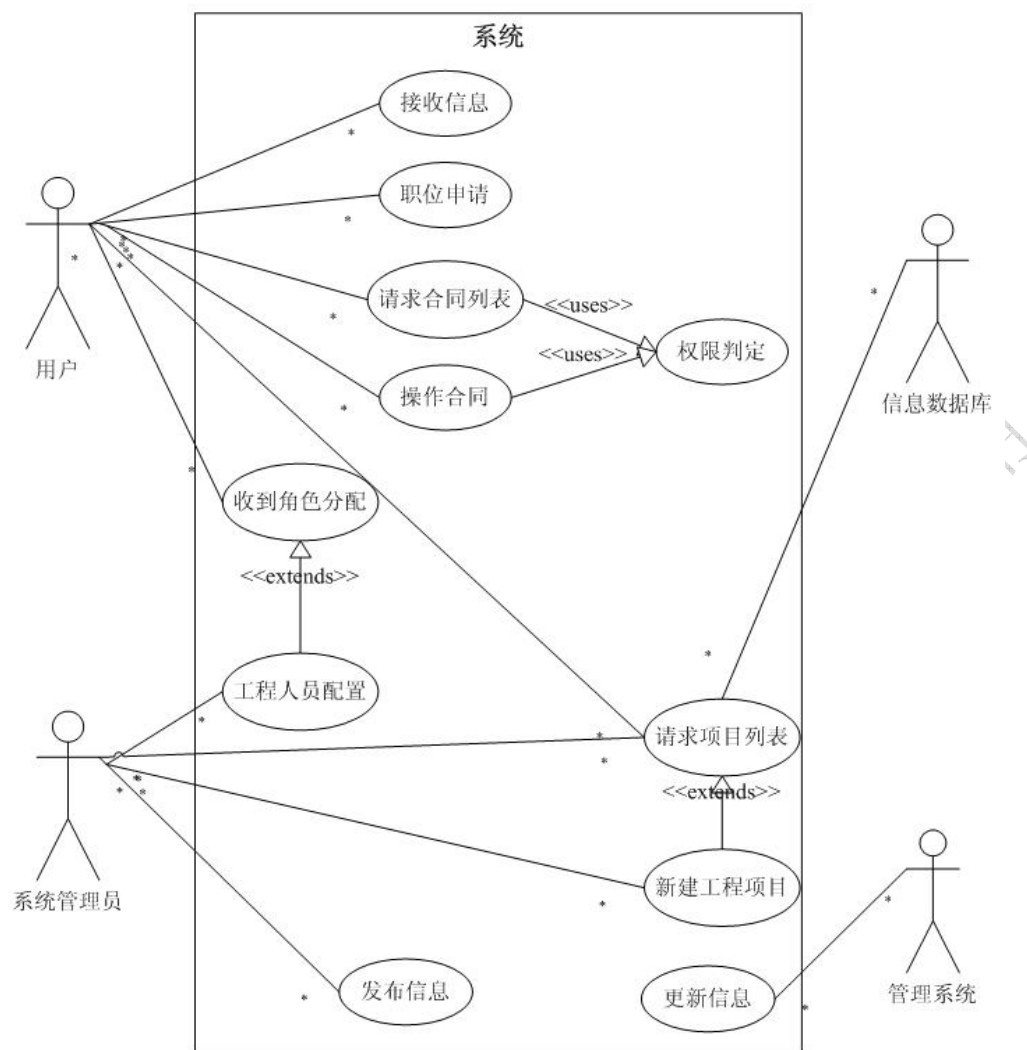 系统
接收信息
职位申请
请求合同列表
<<uses>>
<<uses>>
权限判定
操作合同
用户
信息数据库
收到角色分配
<<extends>>
工程人员配置
请求项目列表
<<extends>>
系统管理员
新建工程项目
发布信息
更新信息
管理系统